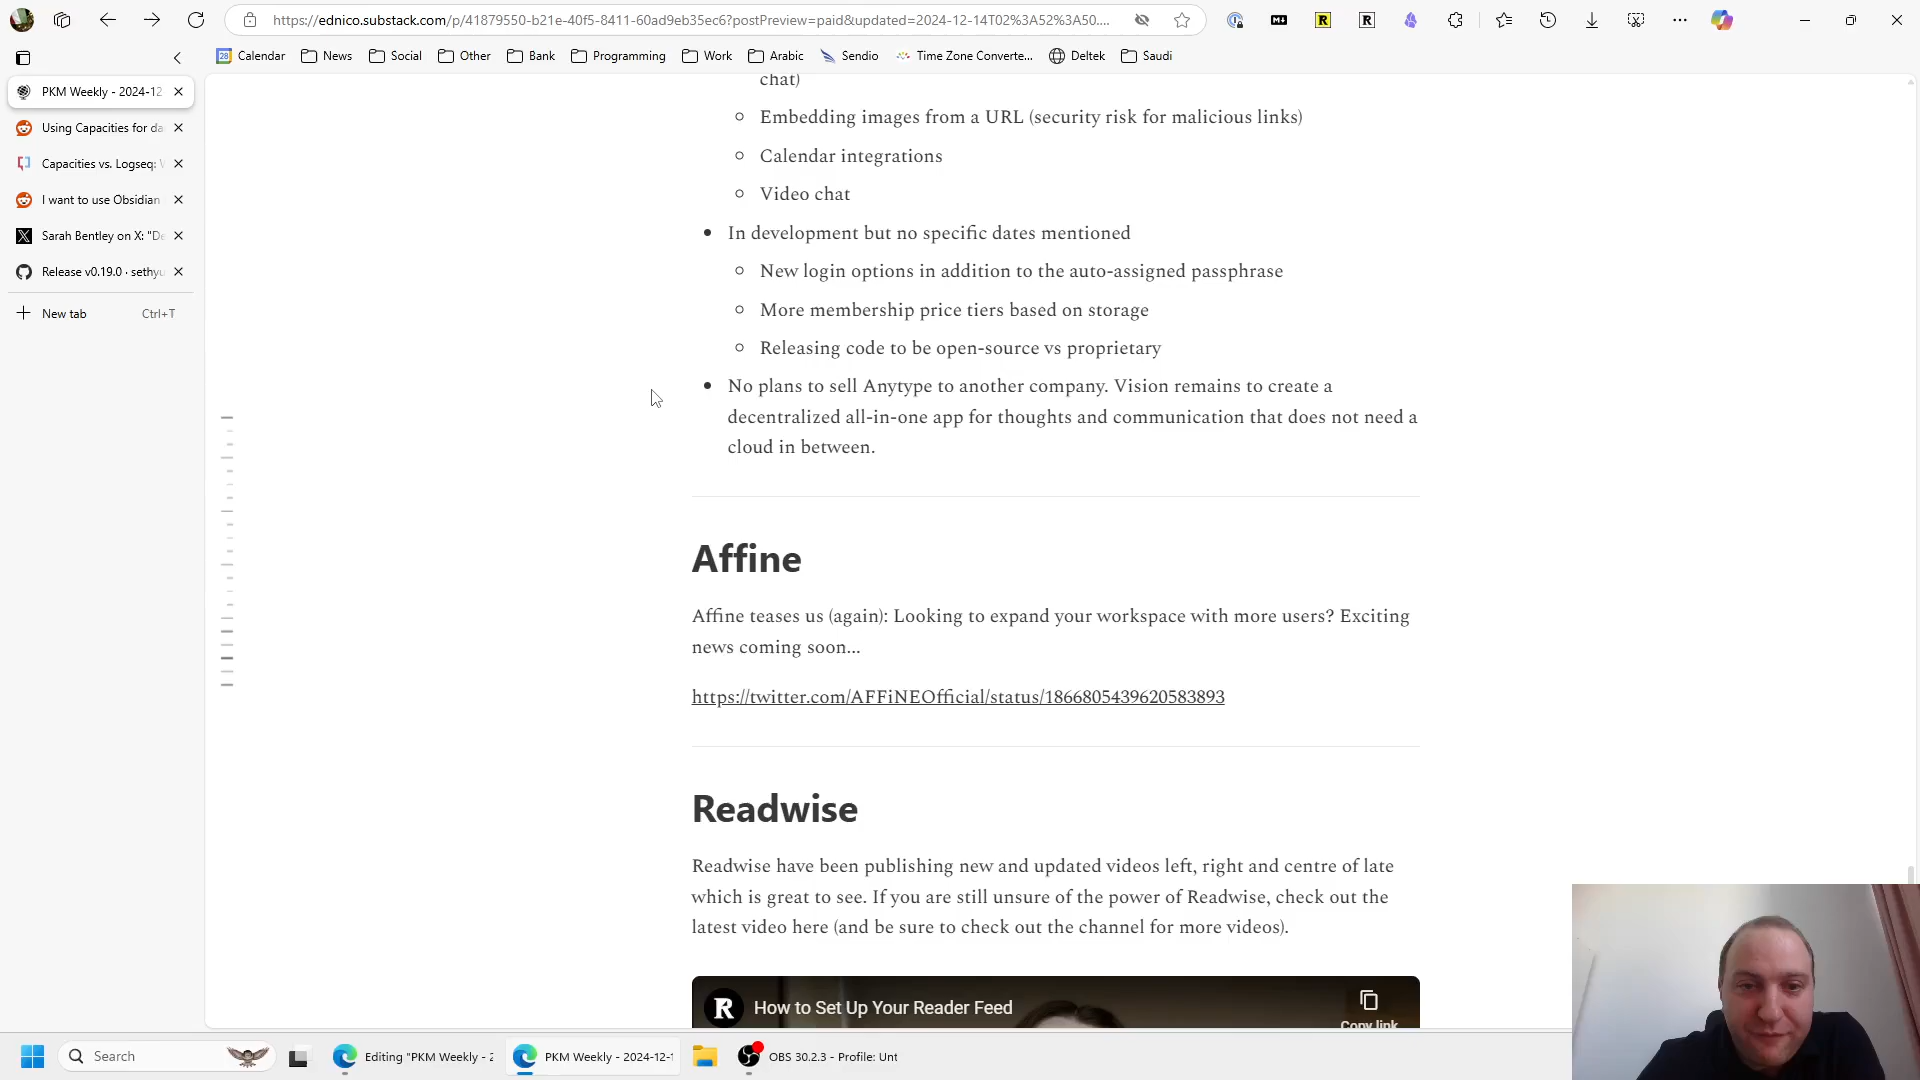 https://ednico.substack.com/p/41879550-b21e-40f5-8411-60ad9eb35ec6?postPreview=paid&updated=2024-12-14T02%3A52%3A50....
Calendar
News
Social
Other
Bank
Programming
Work
Arabic
Sendio
Time Zone Converte...
Deltek
Saudi
PKM Weekly - 2024-12
Using Capacities for da
Capacities vs. Logseq:
I want to use Obsidian
Sarah Bentley on X: "De
Release v0.19.0 · sethyu
New tab Ctrl+T
chat)
Embedding images from a URL (security risk for malicious links)
Calendar integrations
Video chat
In development but no specific dates mentioned
New login options in addition to the auto-assigned passphrase
More membership price tiers based on storage
Releasing code to be open-source vs proprietary
No plans to sell Anytype to another company. Vision remains to create a
decentralized all-in-one app for thoughts and communication that does not need a
cloud in between.
Affine
Affine teases us (again): Looking to expand your workspace with more users? Exciting
news coming soon...
https://twitter.com/AFFiNEOfficial/status/1866805439620583893
Readwise
Readwise have been publishing new and updated videos left, right and centre of late
which is great to see. If you are still unsure of the power of Readwise, check out the
latest video here (and be sure to check out the channel for more videos).
R How to Set Up Your Reader Feed
Copy link
Search
Editing "PKM Weekly - 2
PKM Weekly - 2024-12-1
OBS 30.2.3 - Profile: Unt